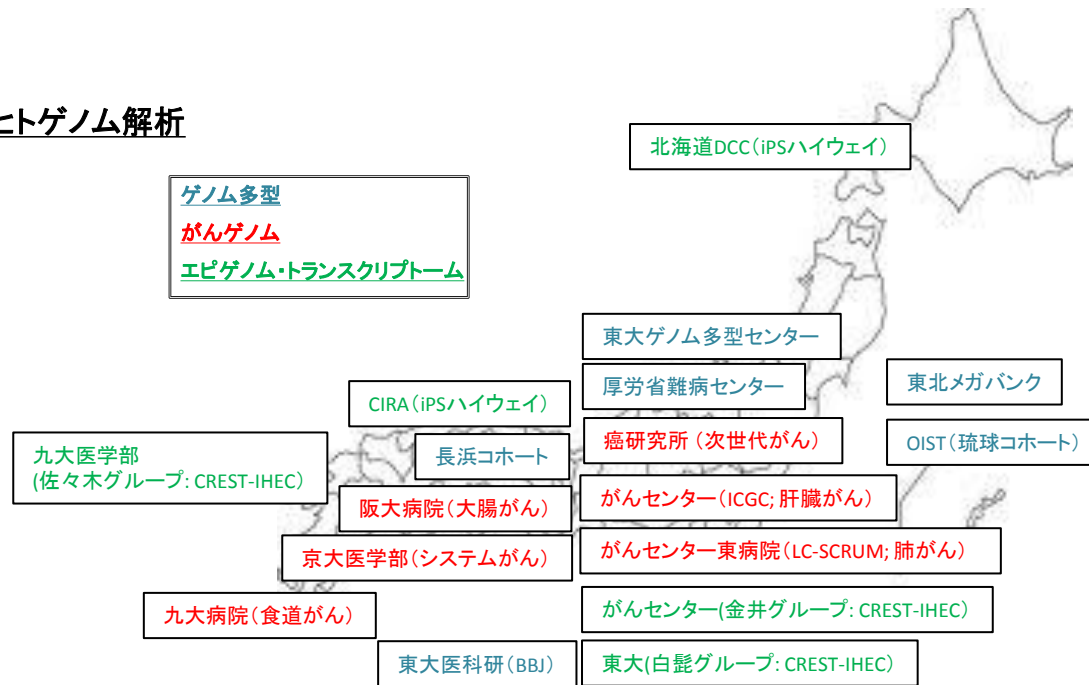 ヒトゲノム解析
北海道DCC(iPSハイウェイ)
ゲノム多型
がんゲノム
エピゲノム・トランスクリプトーム
東大ゲノム多型センター
厚労省難病センター
東北メガバンク
CIRA(iPSハイウェイ)
癌研究所 (次世代がん)
OIST(琉球コホート)
九大医学部
(佐々木グループ: CREST-IHEC)
長浜コホート
阪大病院(大腸がん)
がんセンター(ICGC; 肝臓がん)
京大医学部(システムがん)
がんセンター東病院(LC-SCRUM; 肺がん)
九大病院(食道がん)
がんセンター(金井グループ: CREST-IHEC)
東大医科研(BBJ)
東大(白髭グループ: CREST-IHEC)